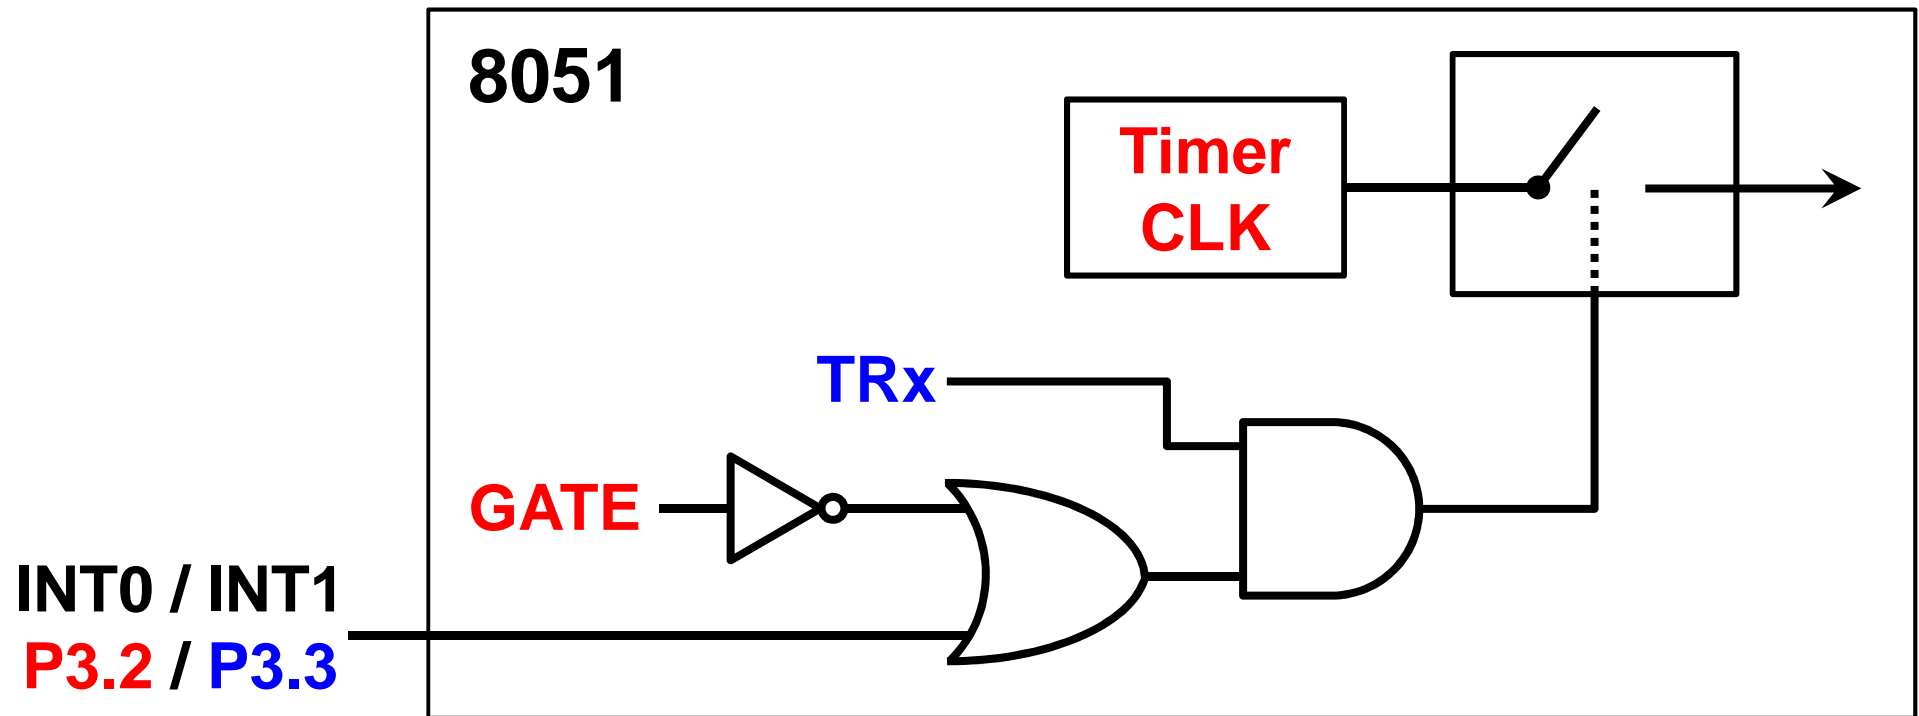 8051
Timer
CLK
TRx
GATE
INT0 / INT1
P3.2 / P3.3